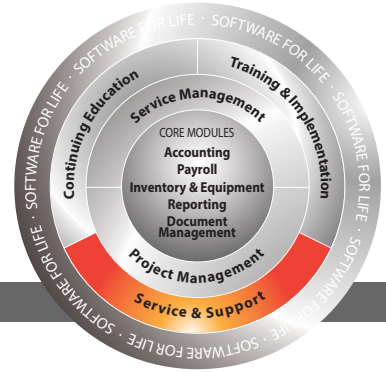 SOFTWARE FOR LIFE · SOFTWARE FOR LIFE · SOFTWARE FOR LIFE · SOFTWARE FOR LIFE · SOFTWARE FOR LIFE · SOFTWARE FOR LIFE ·
Continuing Education
Training & Implementation
Service Management
CORE MODULES
Accounting
Payroll
Inventory & Equipment
Reporting
Document
Management
Project Management
Service & Support